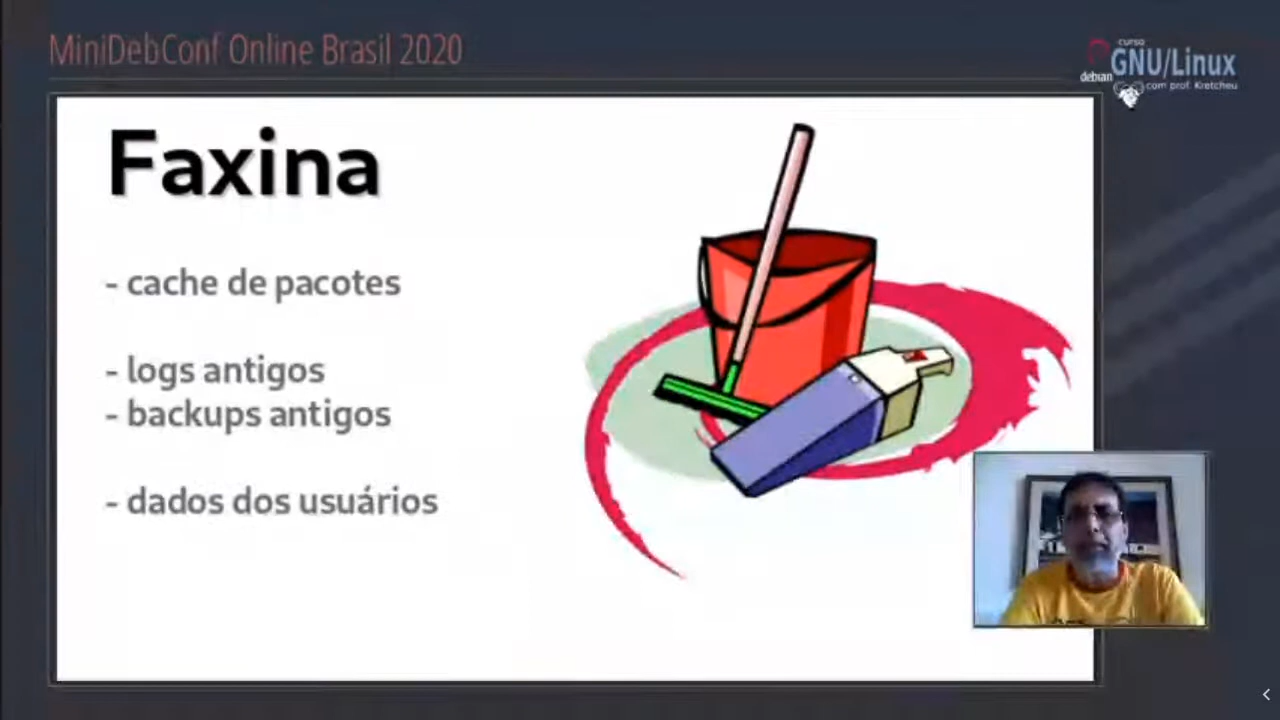 MiniDebConf Online Brasil 2020
curso
debian GNU/Linux
com prof. Kretcheu
Faxina
- cache de pacotes
- logs antigos
- backups antigos
- dados dos usuários